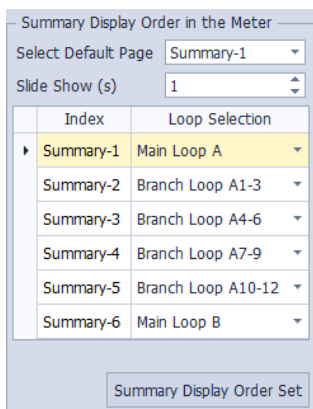 Summary Display Order in the Meter
Select Default Page Summary-1
Slide Show (s) 1
Index Loop Selection
Summary-1 Main Loop A
Summary-2 Branch Loop A1-3
Summary-3 Branch Loop A4-6
Summary-4 Branch Loop A7-9
Summary-5 Branch Loop A10-12
Summary-6 Main Loop B
Summary Display Order Set